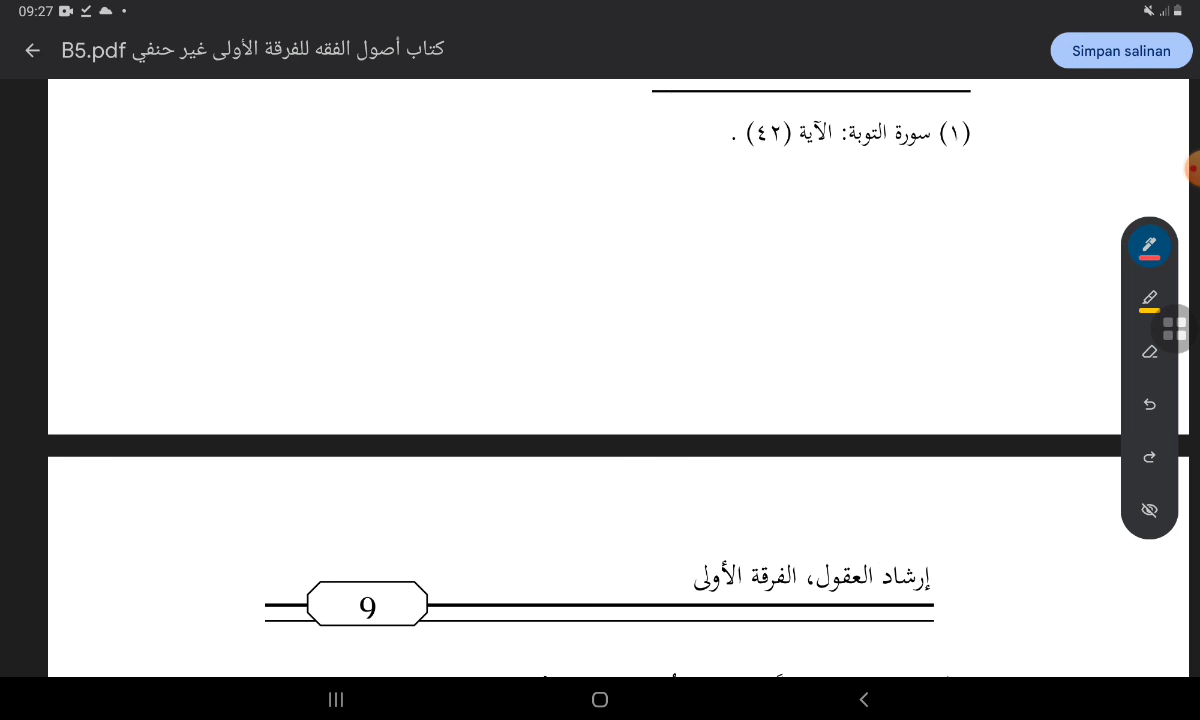 09:27
كتاب أصول الفقه للفرقة الأولى غير حنفي B5.pdf
Simpan salinan
(١) سورة التوبة: الآية (٤٢) .
إرشاد العقول، الفرقة الأولى
9